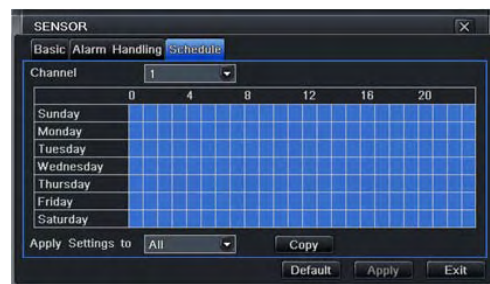 SENSOR
Basic Alarm Handling Schedule
Channel 1
0 4 8 12 16 20
Sunday
Monday
Tuesday
Wednesday
Thursday
Friday
Saturday
Apply Settings to All Copy
Default Apply Exit